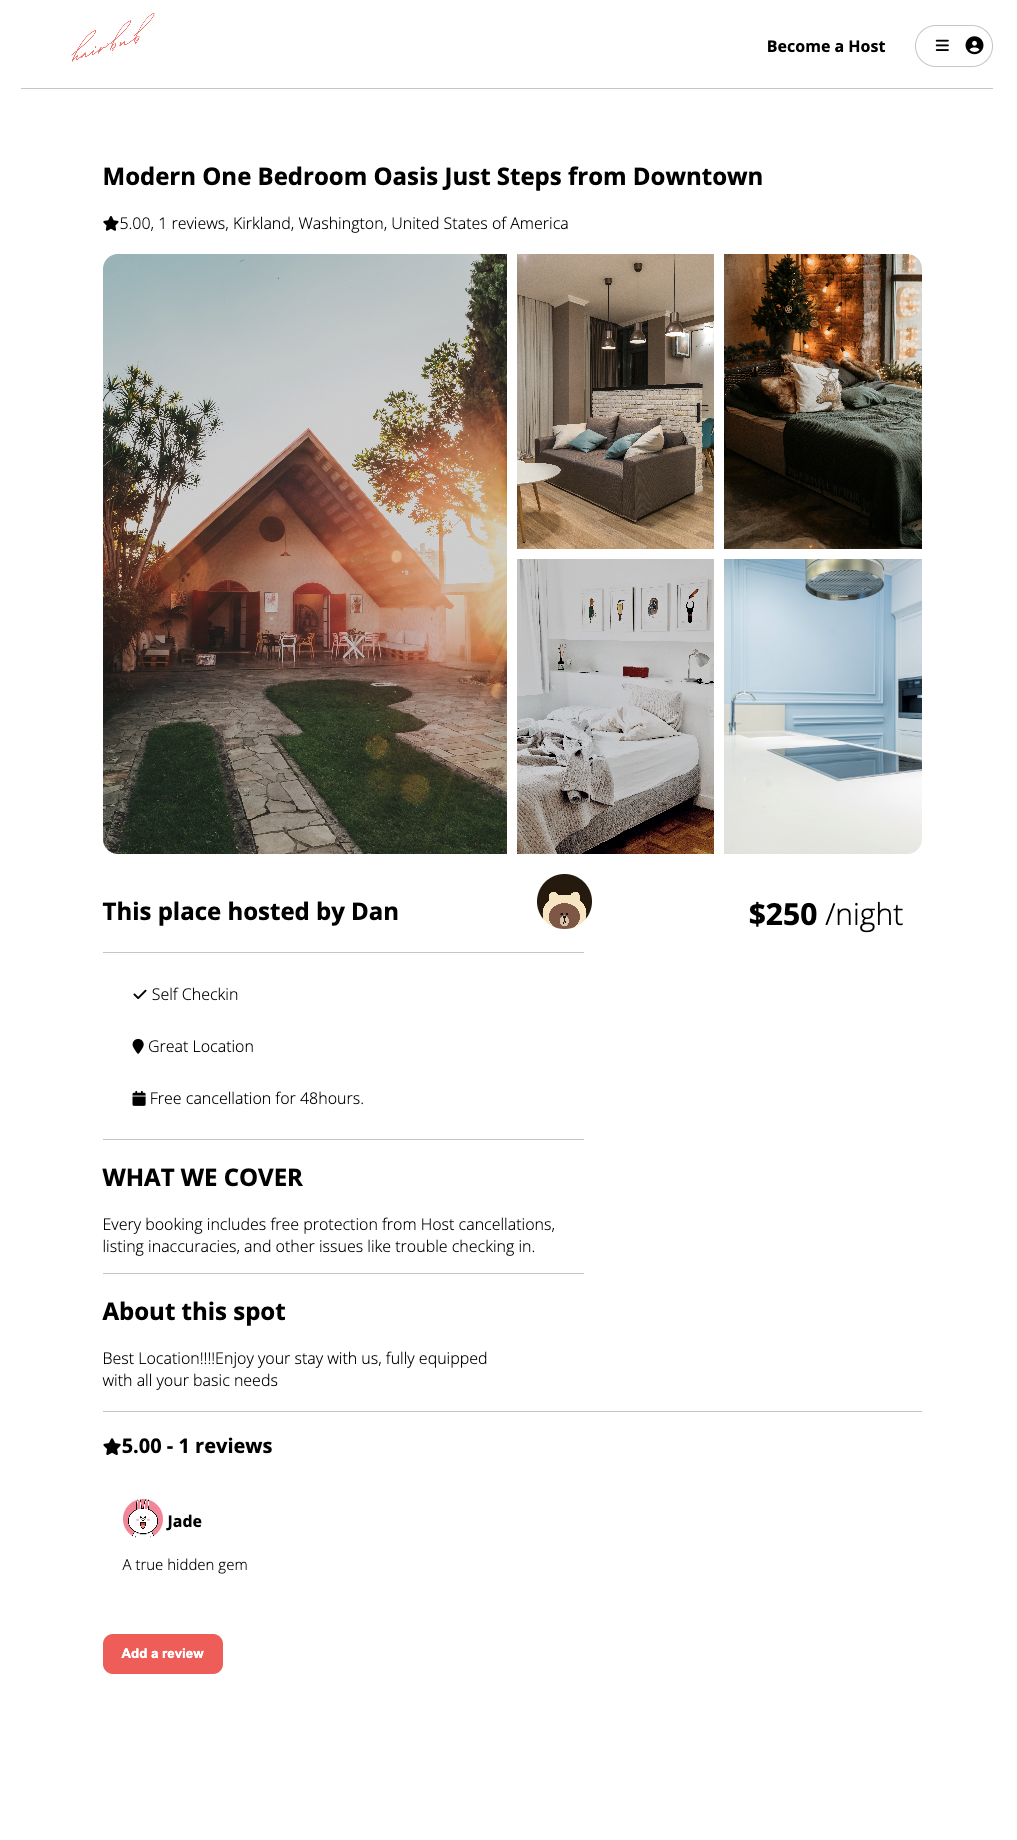 hairbnb
Become a Host
Modern One Bedroom Oasis Just Steps from Downtown
5.00, 1 reviews, Kirkland, Washington, United States of America
This place hosted by Dan
$250 /night
Self Checkin
Great Location
Free cancellation for 48hours.
WHAT WE COVER
Every booking includes free protection from Host cancellations,
listing inaccuracies, and other issues like trouble checking in.
About this spot
Best Location!!!!Enjoy your stay with us, fully equipped
with all your basic needs
5.00 - 1 reviews
Jade
A true hidden gem
Add a review